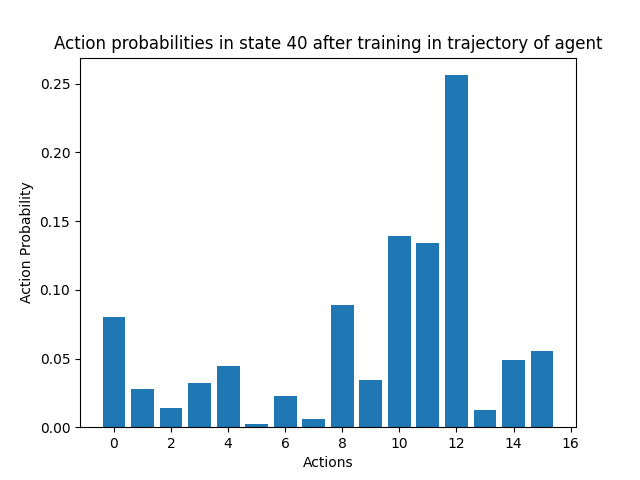 Action probabilities in state 40 after training in trajectory of agent
0.25
0.20
0.15
0.10
0.05
0.00
Action Probability
0 2 4 6 8 10 12 14 16
Actions